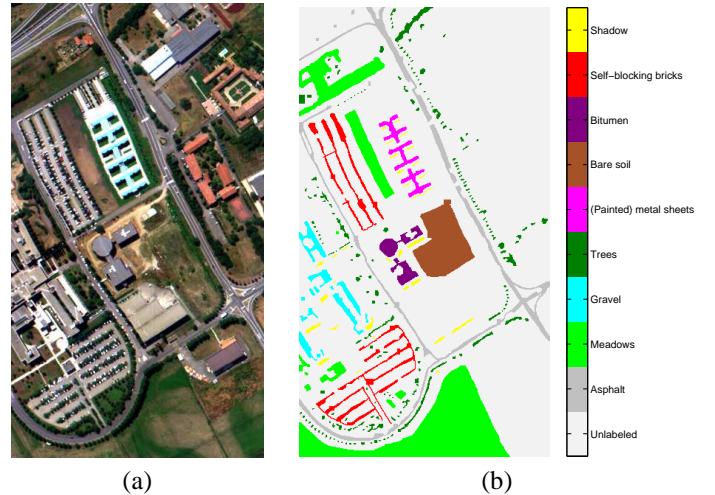 Shadow
Self-blocking bricks
Bitumen
Bare soil
(Painted) metal sheets
Trees
Gravel
Meadows
Asphalt
Unlabeled
(a)
(b)